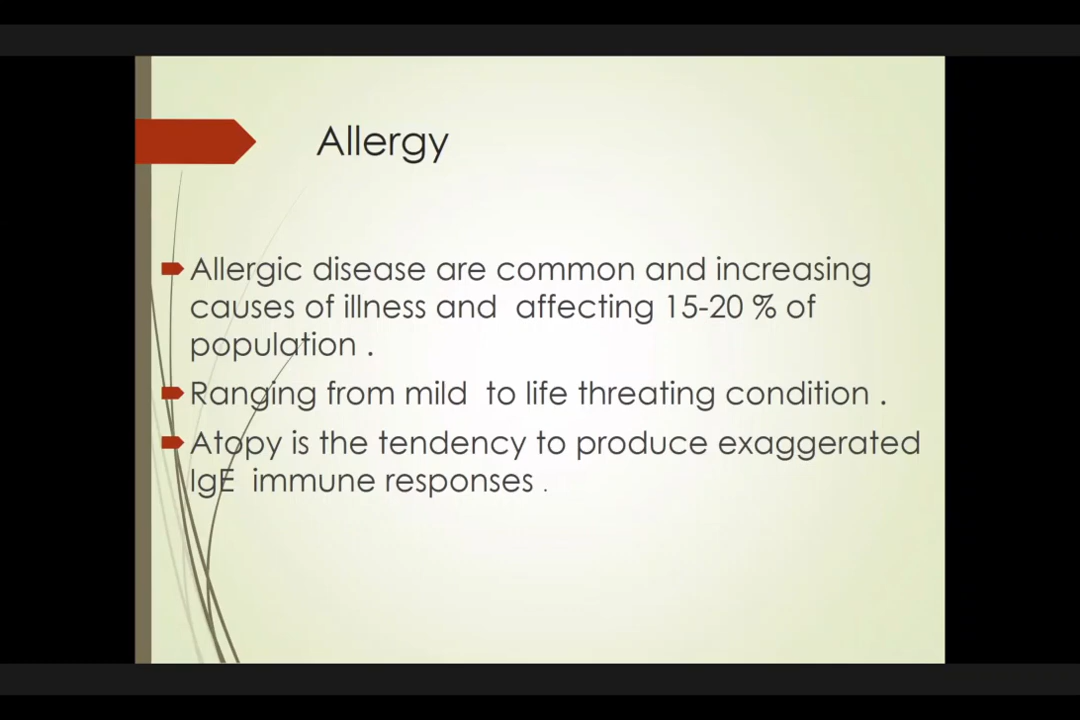 Allergy
Allergic disease are common and increasing
causes of illness and affecting 15-20 % of
population .
Ranging from mild to life threating condition .
Atopy is the tendency to produce exaggerated
IgE immune responses .